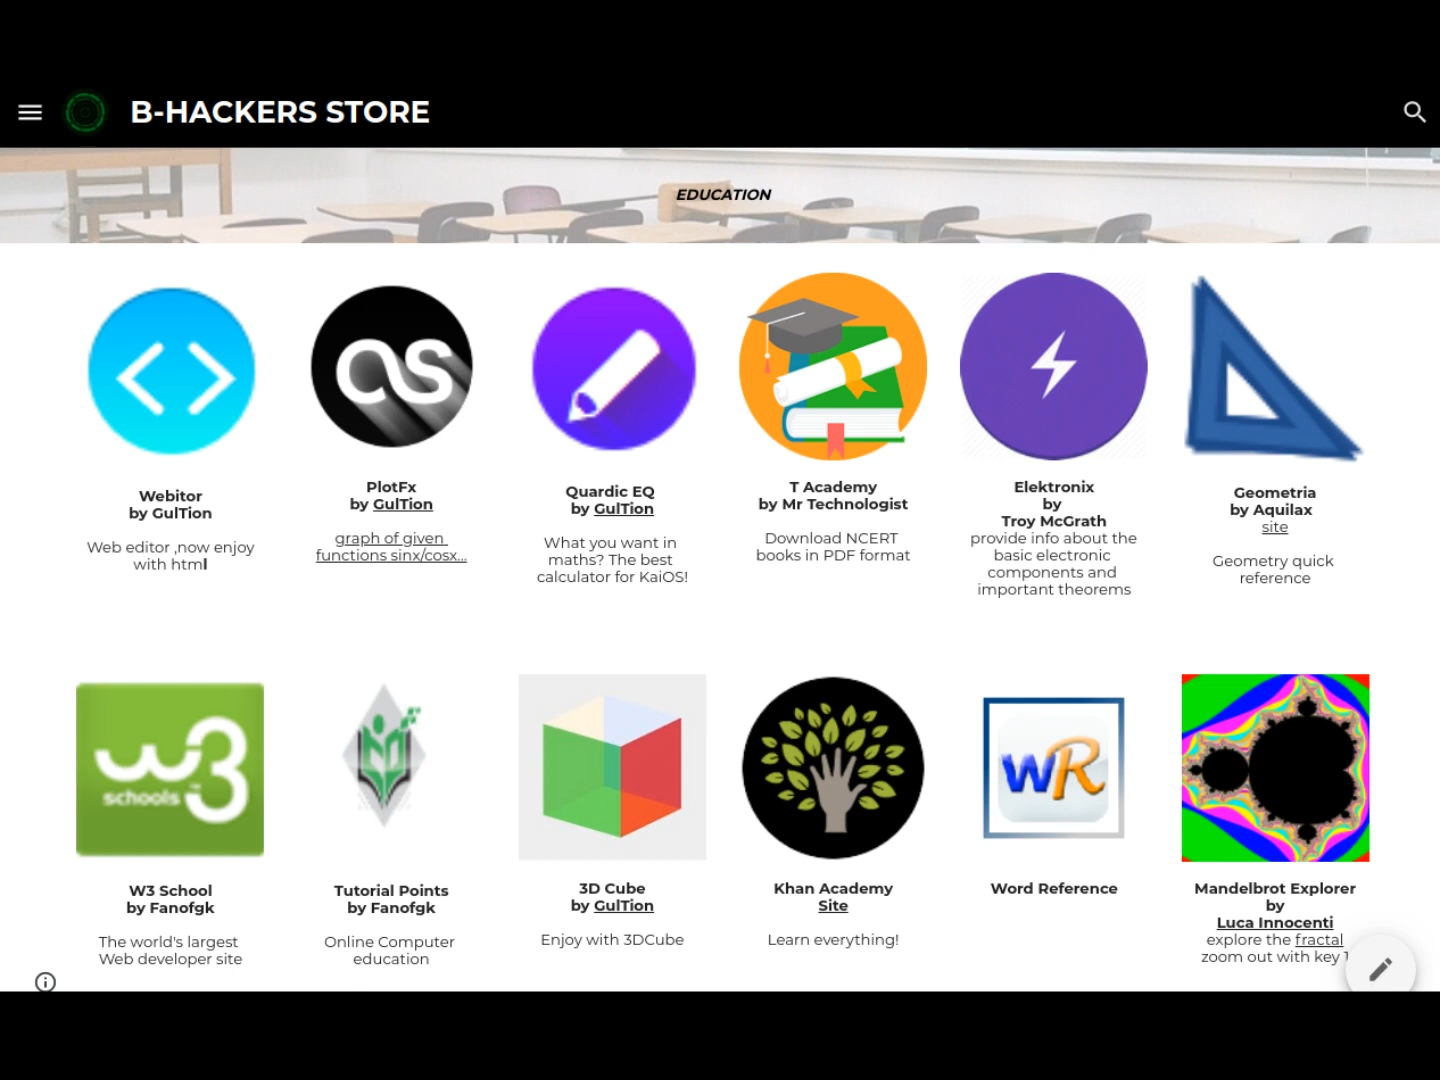 B-HACKERS STORE
EDUCATION
Webitor
by GulTion
Web editor ,now enjoy
with html
PlotFx
by GulTion
graph of given
functions sinx/cosx...
Quardic EQ
by GulTion
What you want in
maths? The best
calculator for KaiOS!
T Academy
by Mr Technologist
Download NCERT
books in PDF format
Elektronix
by
Troy McGrath
provide info about the
basic electronic
components and
important theorems
Geometria
by Aquilax
site
Geometry quick
reference
w3
schools
W3 School
by Fanofgk
The world's largest
Web developer site
Tutorial Points
by Fanofgk
Online Computer
education
3D Cube
by GulTion
Enjoy with 3DCube
Khan Academy
Site
Learn everything!
WR
Word Reference
Mandelbrot Explorer
by
Luca Innocenti
explore the fractal
zoom out with key 1